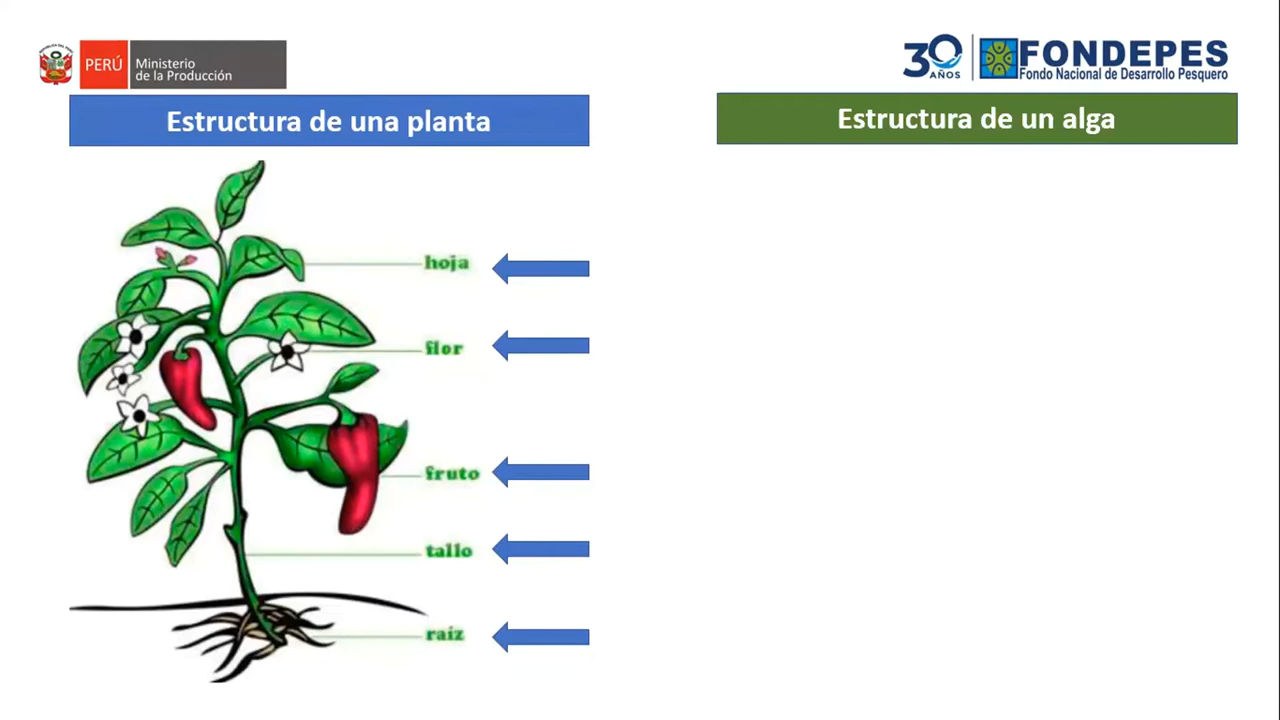 PERÚ
Ministerio
de la Producción
30
AÑOS
FONDEPES
Fondo Nacional de Desarrollo Pesquero
Estructura de una planta
Estructura de un alga
hoja
flor
fruto
tallo
raiz